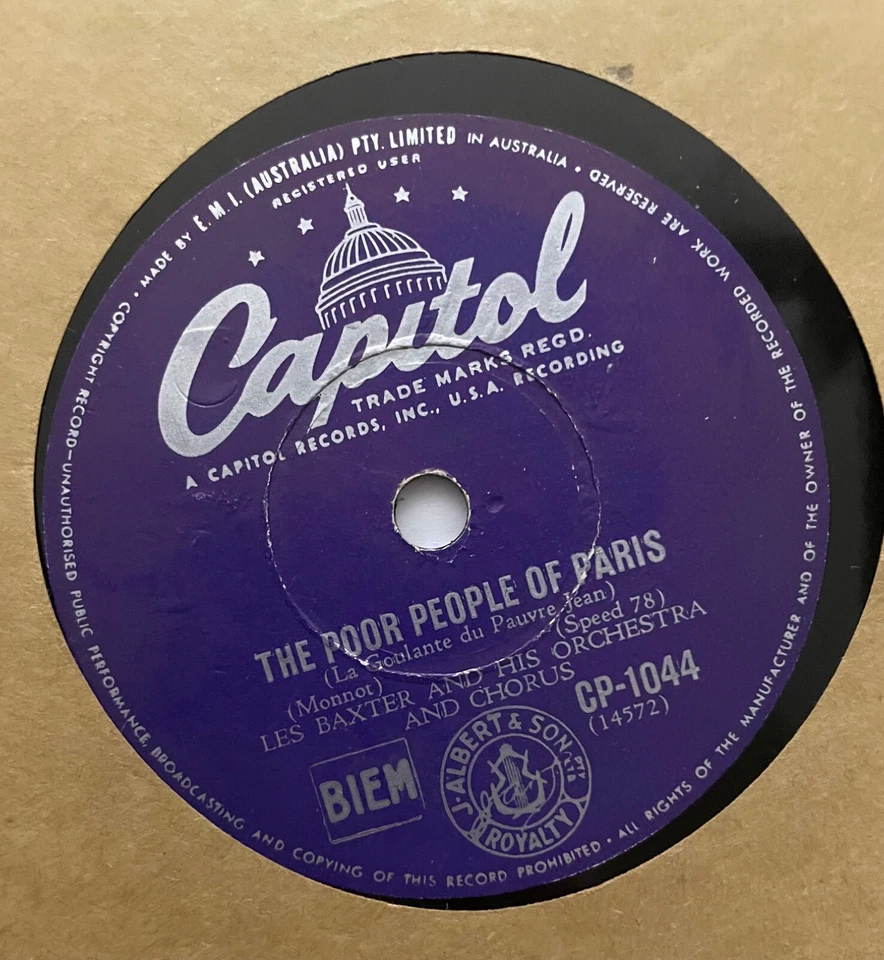 MADE BY E.M.I. (AUSTRALIA) PTY. LIMITED IN AUSTRALIA •
REGISTERED USER
Capitol
TRADE MARKS REGD.
A CAPITOL RECORDS, INC., U.S.A. RECORDING
THE POOR PEOPLE OF PARIS
(La Goulante du Pauvre Jean)
(Monnot) (Speed 78)
LES BAXTER AND HIS ORCHESTRA
AND CHORUS
CP-1044
(14572)
BIEM
J. ALBERT & SON PTY LTD
ROYALTY
ALL RIGHTS OF THE MANUFACTURER AND OF THE OWNER OF THE RECORDED WORK ARE RESERVED •
COPYRIGHT RECORD—UNAUTHORISED PUBLIC PERFORMANCE, BROADCASTING AND COPYING OF THIS RECORD PROHIBITED •